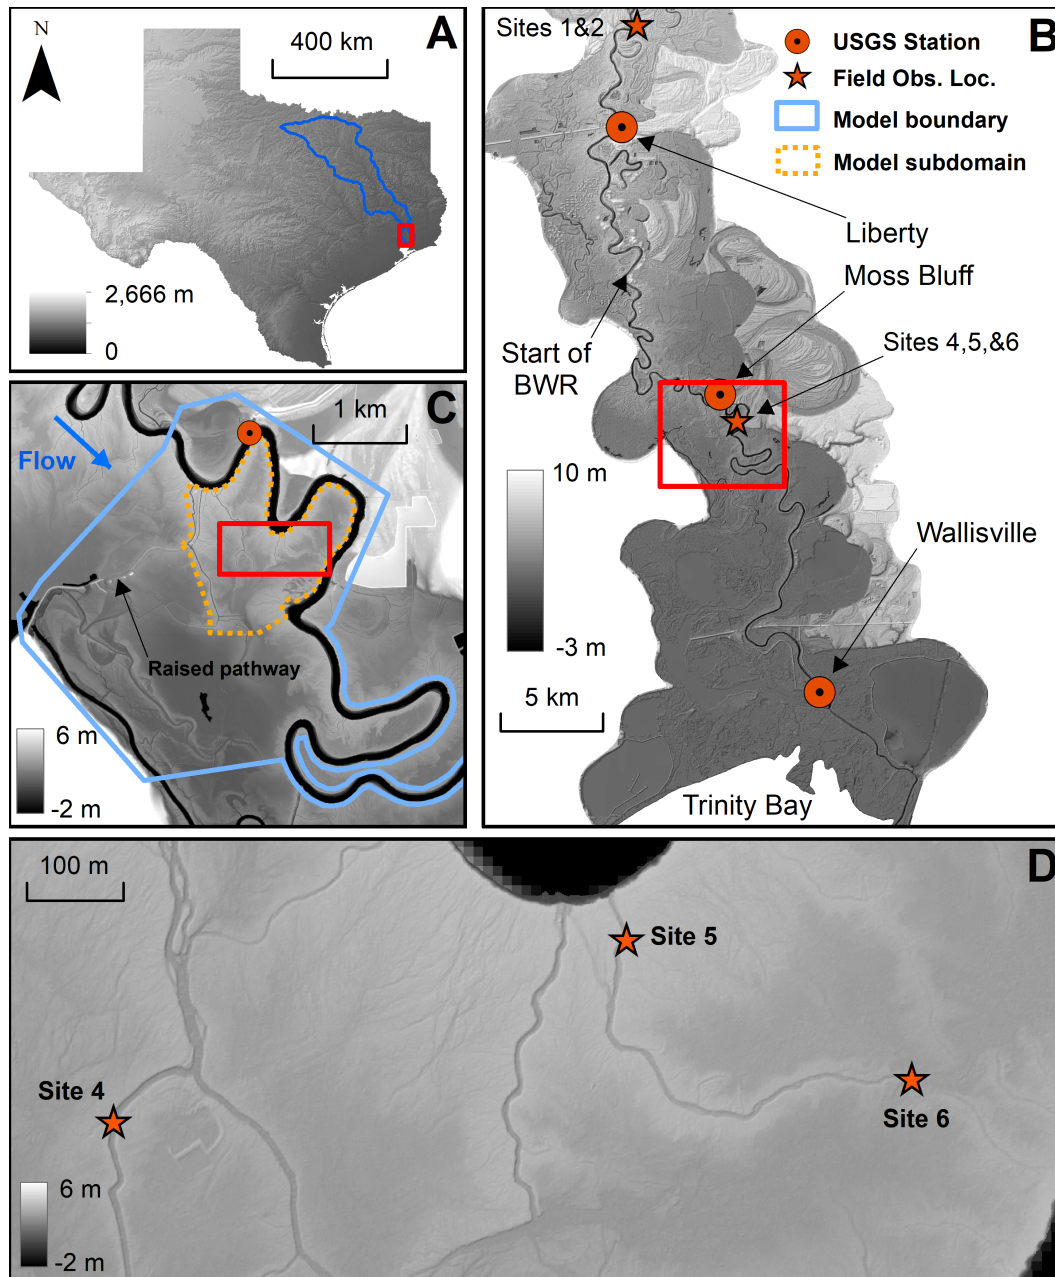 A
N
400 km
2,666 m
0
B
Sites 1&2
USGS Station
Field Obs. Loc.
Model boundary
Model subdomain
Liberty
Moss Bluff
Sites 4,5,&6
Start of
BWR
10 m
-3 m
Wallisville
5 km
Trinity Bay
C
1 km
Flow
Raised pathway
6 m
-2 m
D
100 m
Site 5
Site 4
Site 6
6 m
-2 m